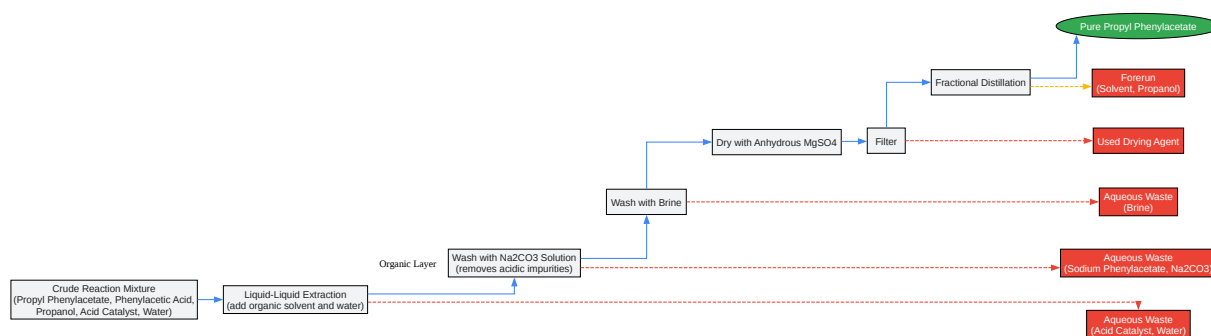 Pure Propyl Phenylacetate
Fractional Distillation
Forerun
(Solvent, Propanol)
Dry with Anhydrous MgSO4
Filter
Used Drying Agent
Wash with Brine
Aqueous Waste
(Brine)
Organic Layer
Wash with Na2CO3 Solution
(removes acidic impurities)
Aqueous Waste
(Sodium Phenylacetate, Na2CO3)
Crude Reaction Mixture
(Propyl Phenylacetate, Phenylacetic Acid,
Propanol, Acid Catalyst, Water)
Liquid-Liquid Extraction
(add organic solvent and water)
Aqueous Waste
(Acid Catalyst, Water)